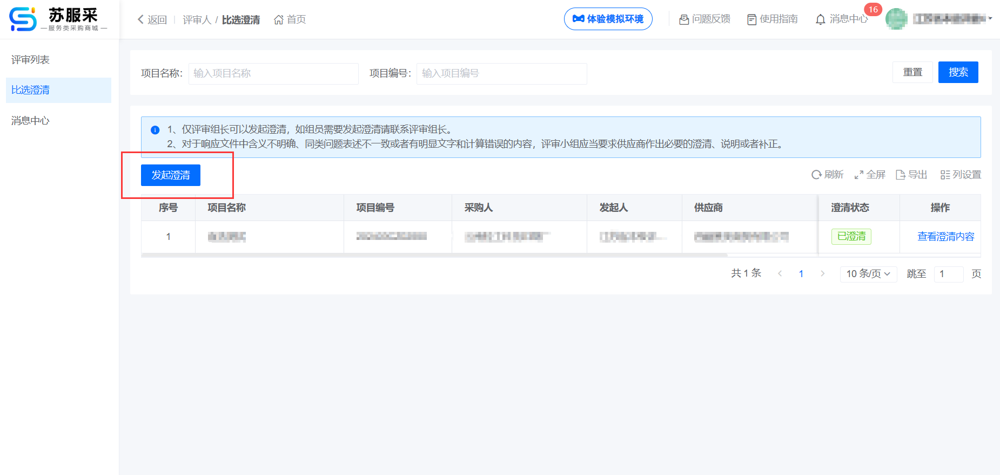 苏服采
服务类采购商城
返回 评审人 / 比选澄清 首页
体验模拟环境 问题反馈 使用指南 消息中心 16
评审列表
比选澄清
消息中心
项目名称: 输入项目名称 项目编号: 输入项目编号 重置 搜索
1、仅评审组长可以发起澄清，如组员需要发起澄清请联系评审组长。
2、对于响应文件中含义不明确、同类问题表述不一致或者有明显文字和计算错误的内容，评审小组应当要求供应商作出必要的澄清、说明或者补正。
发起澄清 刷新 全屏 导出 列设置
序号 项目名称 项目编号 采购人 发起人 供应商 澄清状态 操作
1 已澄清 查看澄清内容
共 1 条 1 10 条/页 跳至 1 页